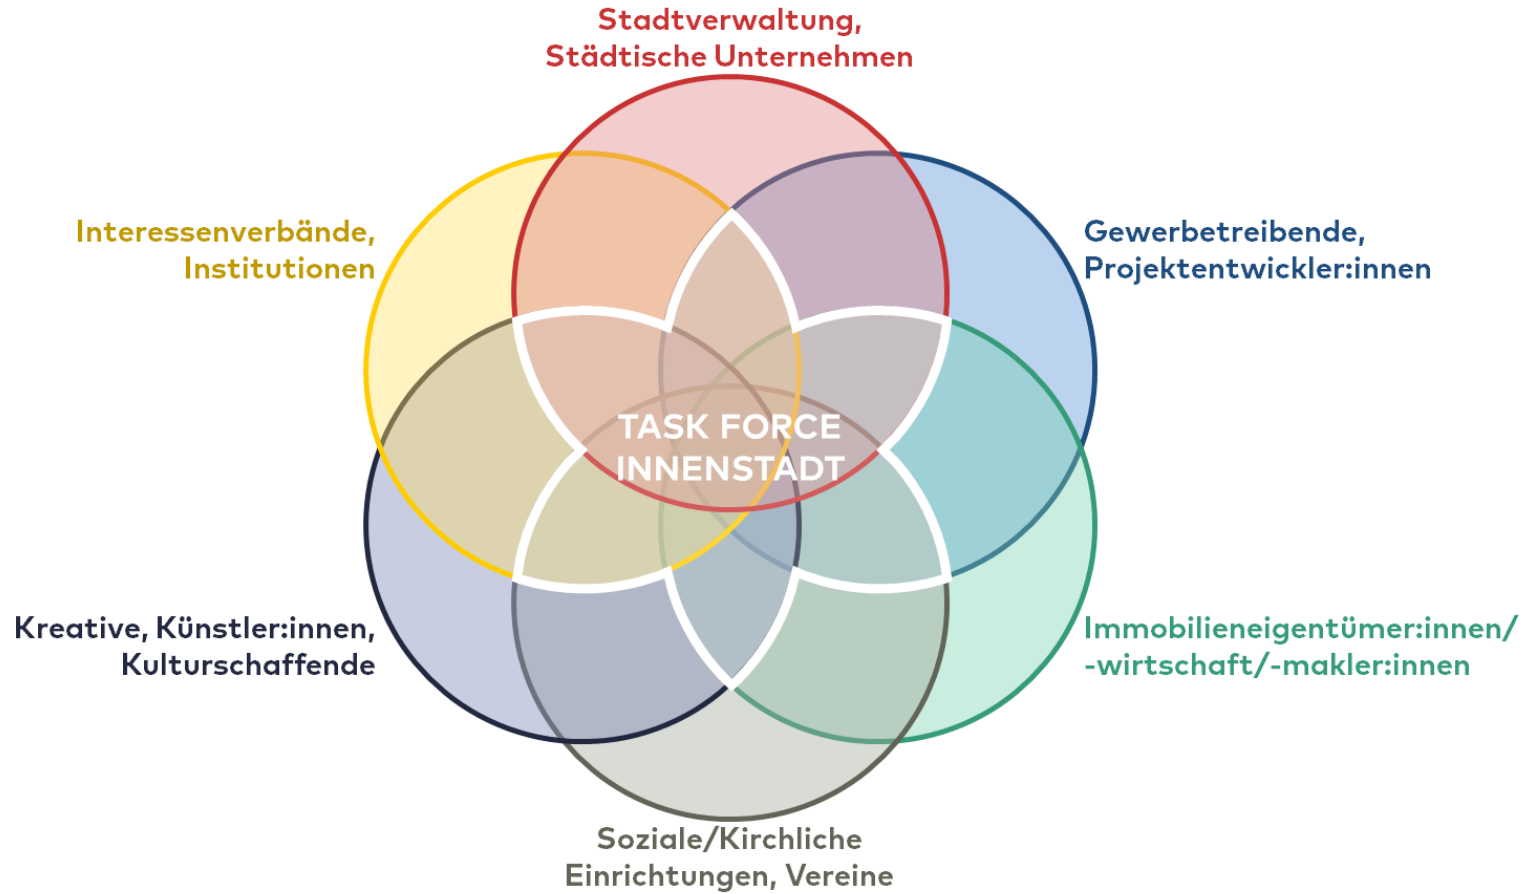 Stadtverwaltung,
Städtische Unternehmen
Interessenverbände,
Institutionen
Gewerbetreibende,
Projektentwickler:innen
TASK FORCE
INNENSTADT
Kreative, Künstler:innen,
Kulturschaffende
Immobilieneigentümer:innen/
-wirtschaft/-makler:innen
Soziale/Kirchliche
Einrichtungen, Vereine